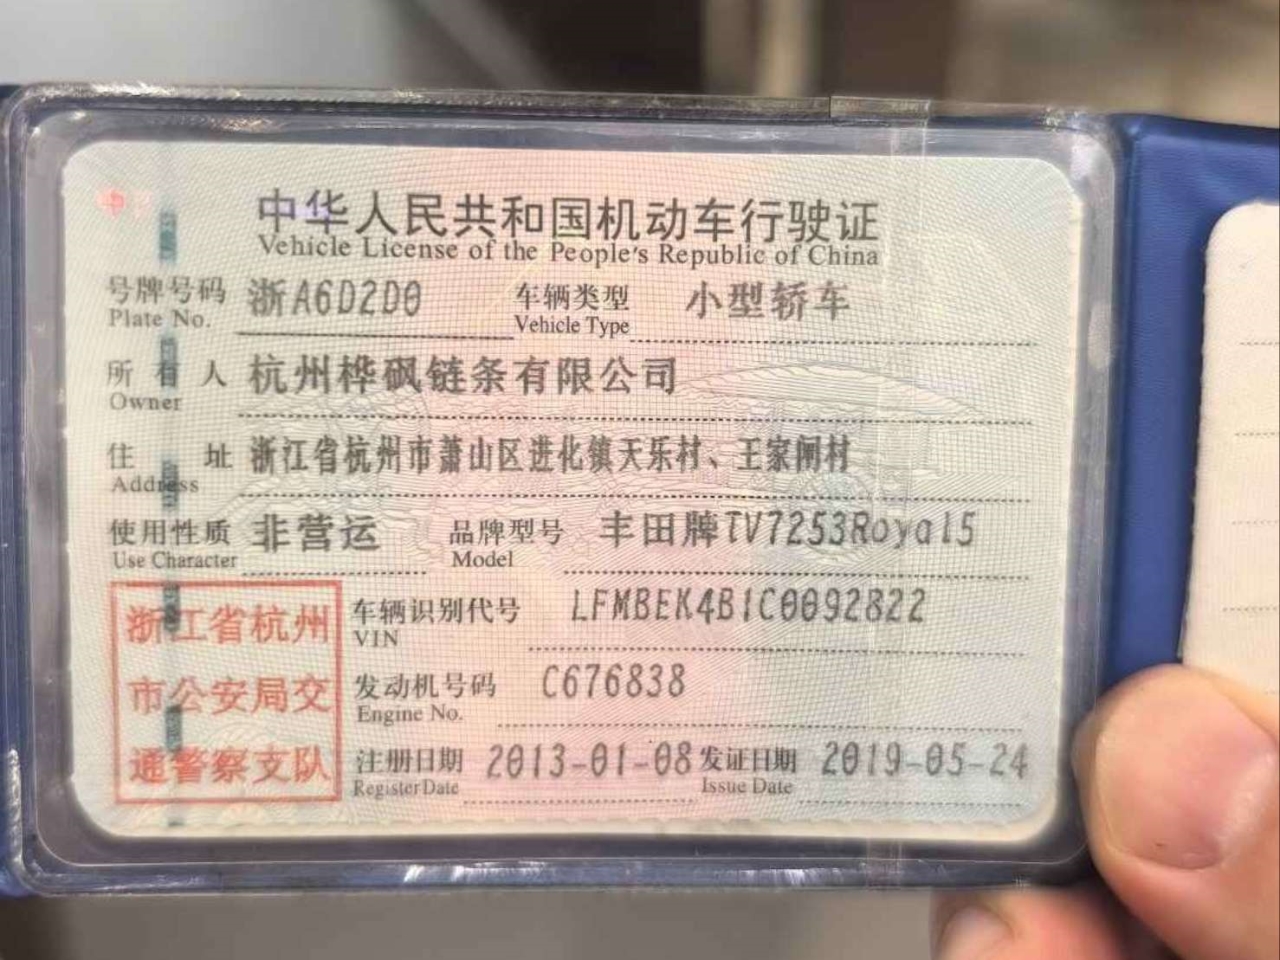 中华人民共和国机动车行驶证
Vehicle License of the People's Republic of China
号牌号码 浙A6D2D0 车辆类型 小型轿车
Plate No. Vehicle Type
所有人 杭州桦砜链条有限公司
Owner
住址 浙江省杭州市萧山区进化镇天乐村、王家闸村
Address
使用性质 非营运 品牌型号 丰田牌TV7253Royal5
Use Character Model
浙江省杭州
市公安局交
通警察支队
车辆识别代号 LFMBEK4B1C0092822
VIN
发动机号码 C676838
Engine No.
注册日期 2013-01-08 发证日期 2019-05-24
Register Date Issue Date